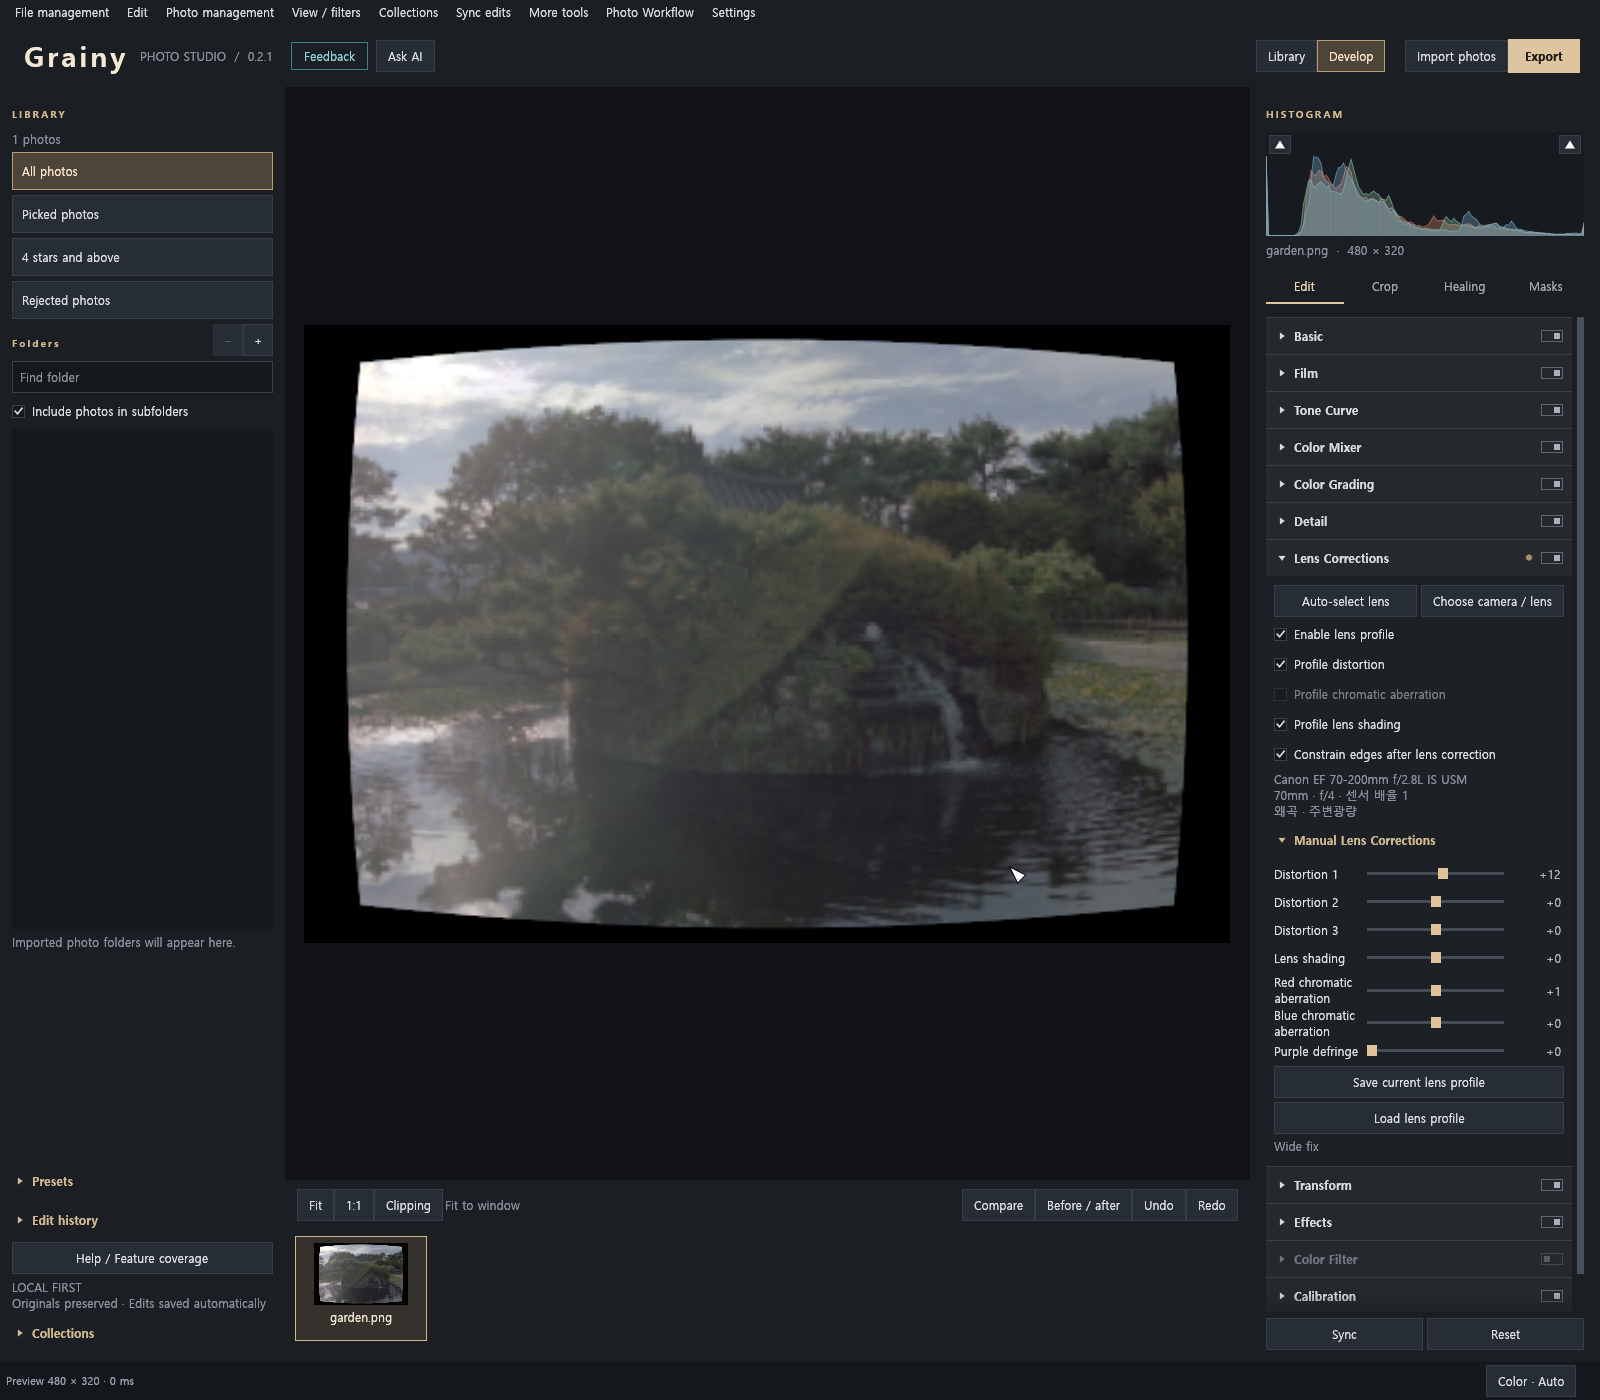 File management Edit Photo management View / filters Collections Sync edits More tools Photo Workflow Settings
Grainy PHOTO STUDIO / 0.2.1 Feedback Ask AI Library Develop Import photos Export
LIBRARY
1 photos
All photos
Picked photos
4 stars and above
Rejected photos
Folders − +
Find folder
Include photos in subfolders
Imported photo folders will appear here.
Presets
Edit history
Help / Feature coverage
LOCAL FIRST
Originals preserved · Edits saved automatically
Collections
Fit 1:1 Clipping Fit to window Compare Before / after Undo Redo
garden.png
HISTOGRAM
garden.png · 480 × 320
Edit Crop Healing Masks
Basic
Film
Tone Curve
Color Mixer
Color Grading
Detail
Lens Corrections
Auto-select lens Choose camera / lens
Enable lens profile
Profile distortion
Profile chromatic aberration
Profile lens shading
Constrain edges after lens correction
Canon EF 70-200mm f/2.8L IS USM
70mm · f/4 · 센서 배율 1
왜곡 · 주변광량
Manual Lens Corrections
Distortion 1 +12
Distortion 2 +0
Distortion 3 +0
Lens shading +0
Red chromatic
aberration +1
Blue chromatic
aberration +0
Purple defringe +0
Save current lens profile
Load lens profile
Wide fix
Transform
Effects
Color Filter
Calibration
Sync Reset
Preview 480 × 320 · 0 ms Color · Auto